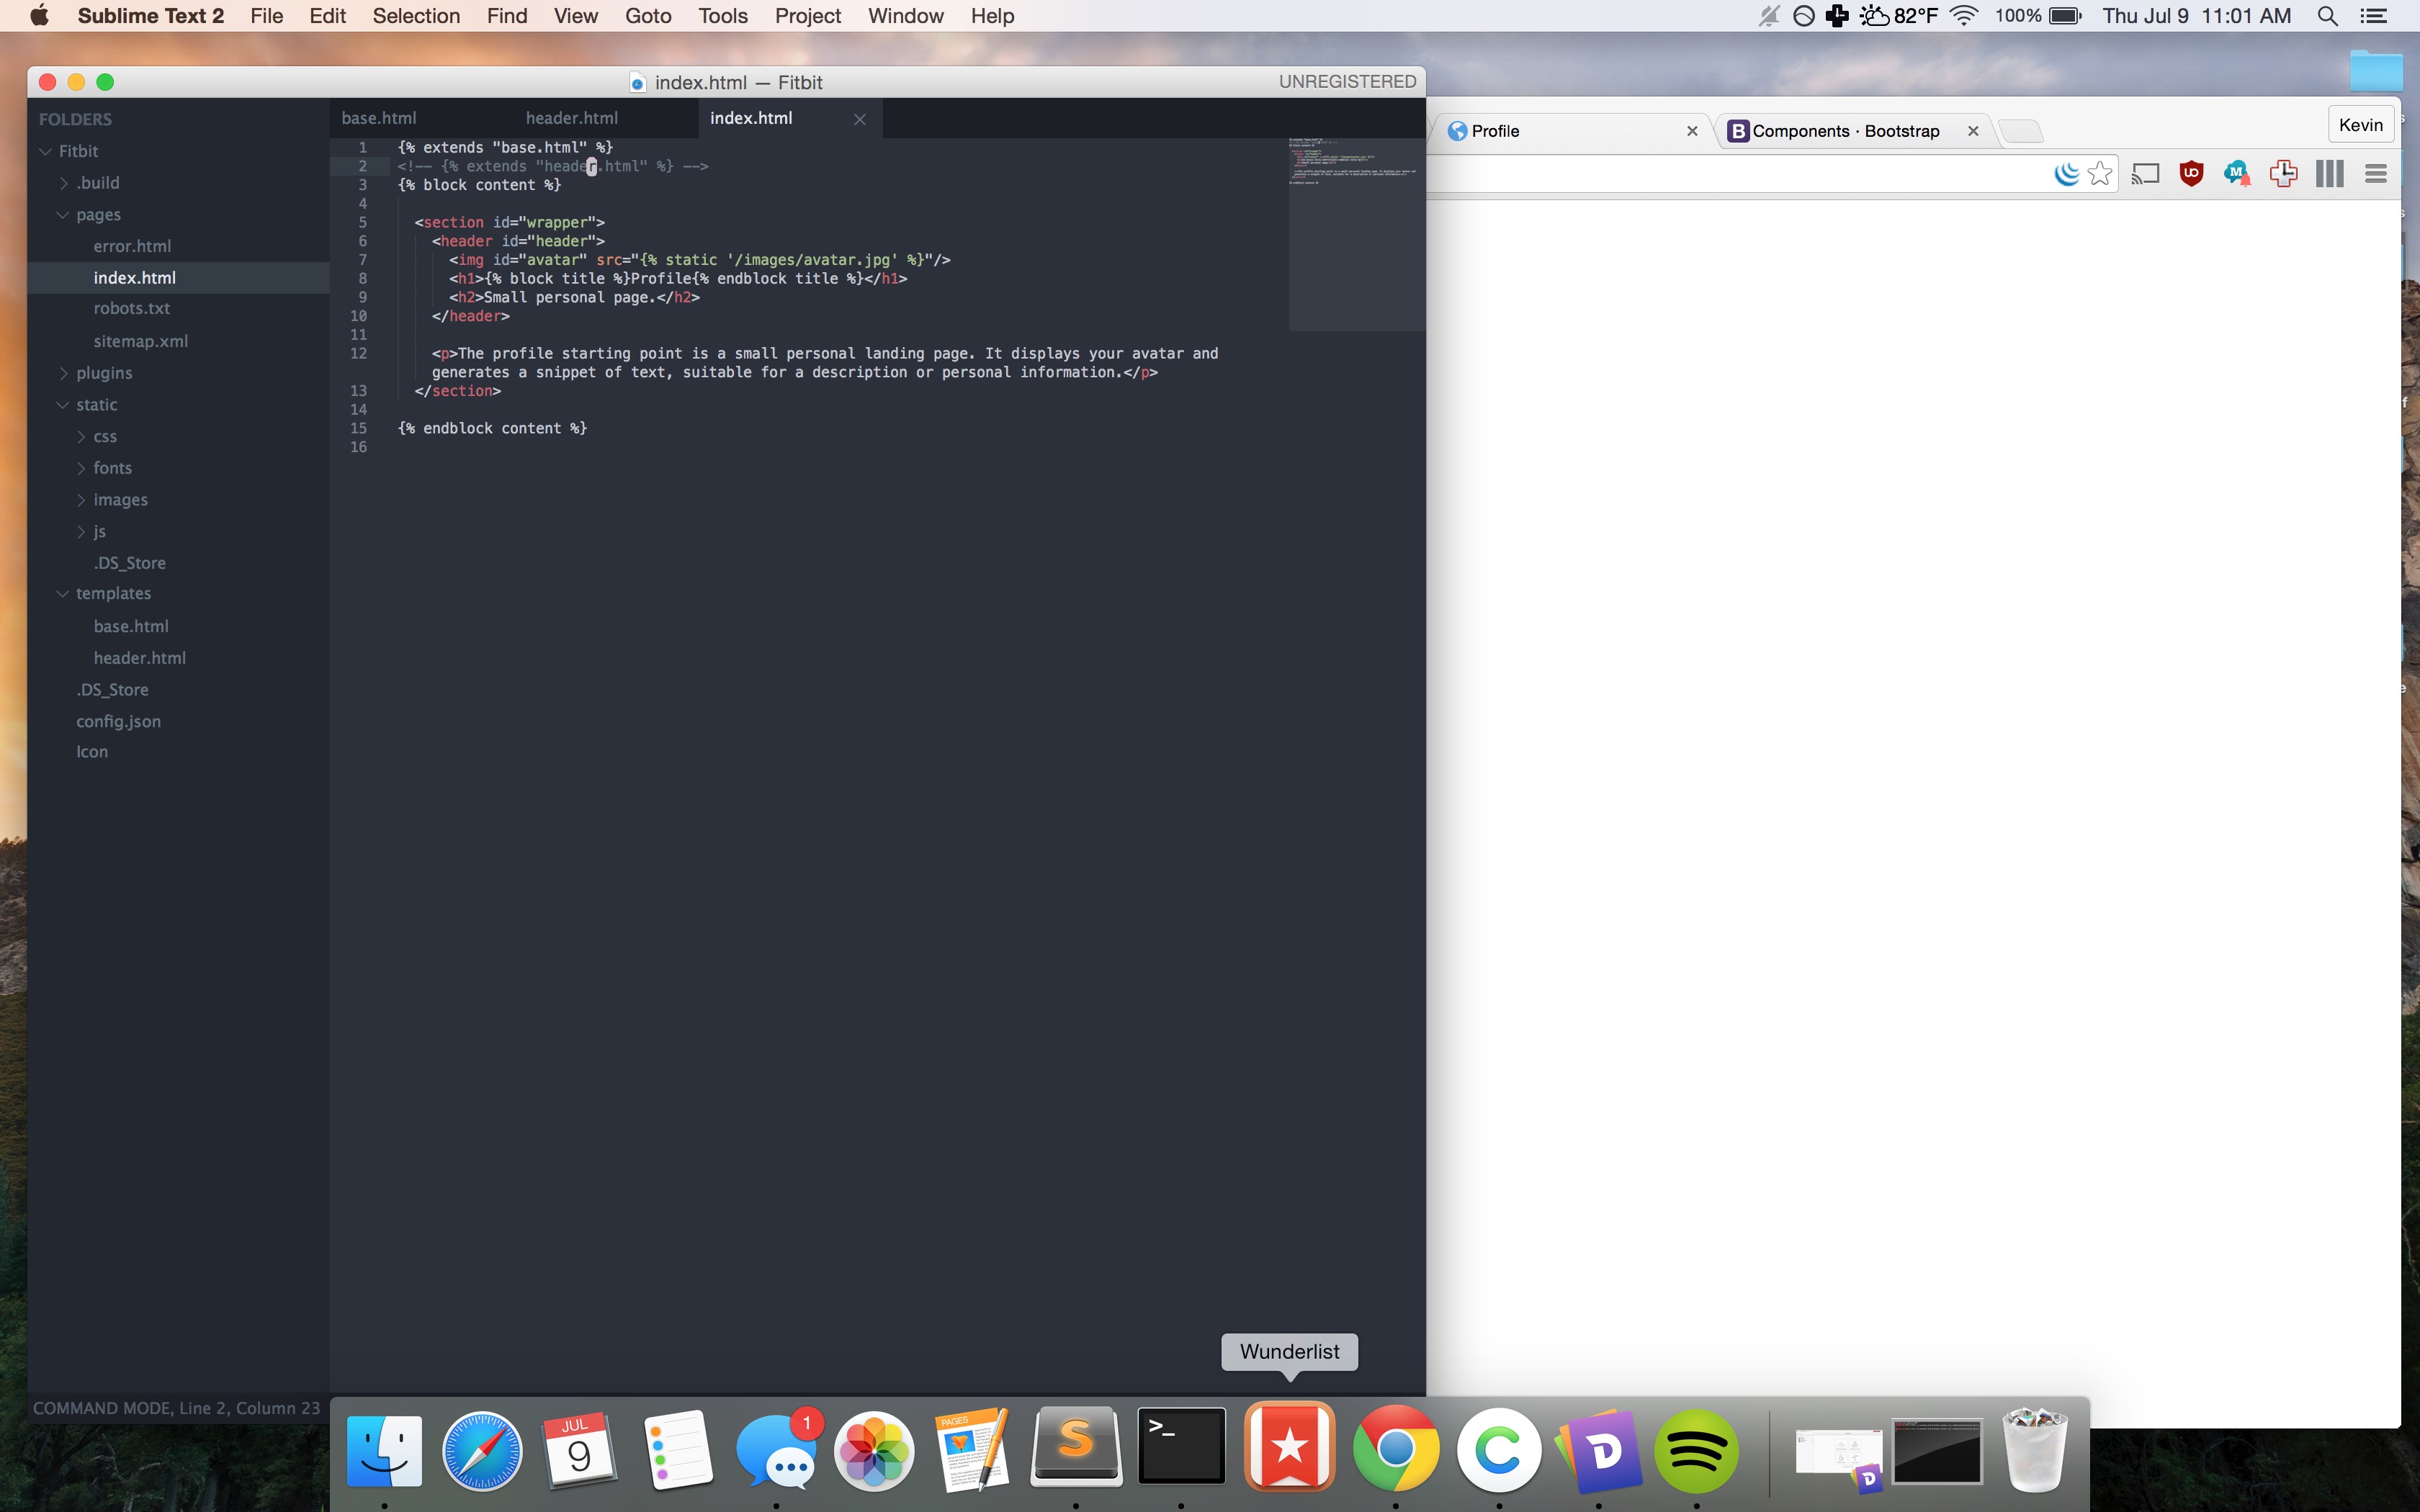 Sublime Text 2 File Edit Selection Find View Goto Tools Project Window Help 82°F 100% Thu Jul 9 11:01 AM
index.html — Fitbit UNREGISTERED
FOLDERS
Fitbit
.build
pages
error.html
index.html
robots.txt
sitemap.xml
plugins
static
css
fonts
images
js
.DS_Store
templates
base.html
header.html
.DS_Store
config.json
Icon
base.html header.html index.html
1 {% extends "base.html" %}
2 <!-- {% extends "header.html" %} -->
3 {% block content %}
4
5 <section id="wrapper">
6 <header id="header">
7 <img id="avatar" src="{% static '/images/avatar.jpg' %}"/>
8 <h1>{% block title %}Profile{% endblock title %}</h1>
9 <h2>Small personal page.</h2>
10 </header>
11
12 <p>The profile starting point is a small personal landing page. It displays your avatar and
generates a snippet of text, suitable for a description or personal information.</p>
13 </section>
14
15 {% endblock content %}
16
Profile B Components · Bootstrap Kevin
M
Wunderlist
COMMAND MODE, Line 2, Column 23
JUL
9
1
PAGES
S
>_
C
D
D